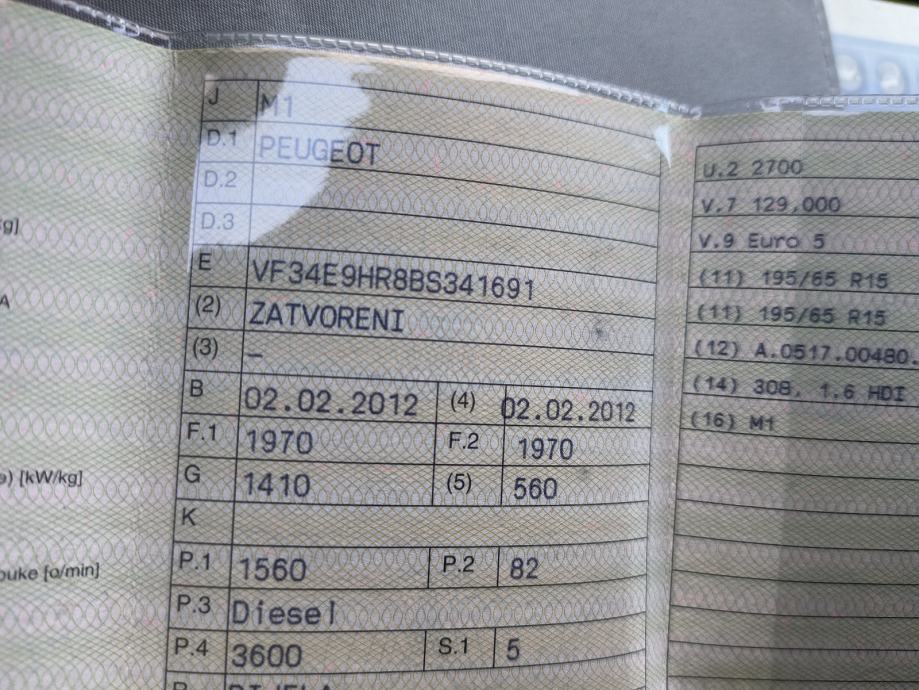 g]
A
) [kW/kg]
ouke [o/min]
J M1
D.1 PEUGEOT
D.2
D.3
E VF34E9HR8BS341691
(2) ZATVORENI
(3) –
B 02.02.2012 (4) 02.02.2012
F.1 1970 F.2 1970
G 1410 (5) 560
K
P.1 1560 P.2 82
P.3 Diesel
P.4 3600 S.1 5
U.2 2700
V.7 129,000
V.9 Euro 5
(11) 195/65 R15
(11) 195/65 R15
(12) A.0517.00480.
(14) 308, 1.6 HDI
(16) M1